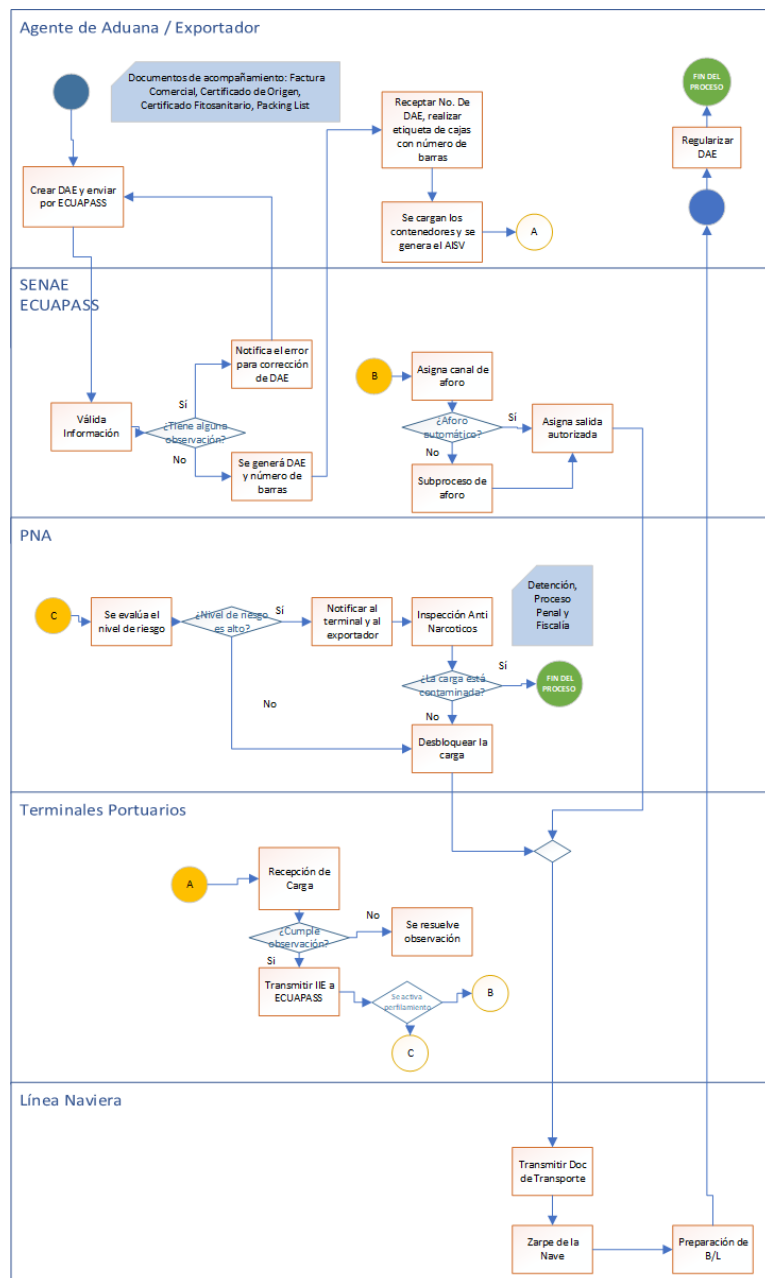 Agente de Aduana / Exportador
Documentos de acompañamiento: Factura
Comercial, Certificado de Origen,
Certificado Fitosanitario, Packing List
Receptar No. De
DAE, realizar
etiqueta de cajas
con número de
barras
FIN DEL
PROCESO
Regularizar
DAE
Crear DAE y enviar
por ECUAPASS
Se cargan los
contenedores y se
genera el AISV
A
SENAE
ECUAPASS
Notifica el error
para corrección
de DAE
B
Asigna canal de
aforo
Sí
Válida
Información
¿Tiene alguna
observación?
¿Aforo
automático?
Sí
Asigna salida
autorizada
No
No
Se generá DAE
y número de
barras
Subproceso de
aforo
PNA
Detención,
Proceso
Penal y
Fiscalía
C
Se evalúa el
nivel de riesgo
¿Nivel de riesgo
es alto?
Sí
Notificar al
terminal y al
exportador
Inspección Anti
Narcoticos
Sí
¿La carga está
contaminada?
FIN DEL
PROCESO
No
No
Desbloquear la
carga
Terminales Portuarios
A
Recepción de
Carga
No
¿Cumple
observación?
Se resuelve
observación
Si
Transmitir IIE a
ECUAPASS
Se activa
perfilamiento
B
C
Línea Naviera
Transmitir Doc
de Transporte
Zarpe de la
Nave
Preparación de
B/L